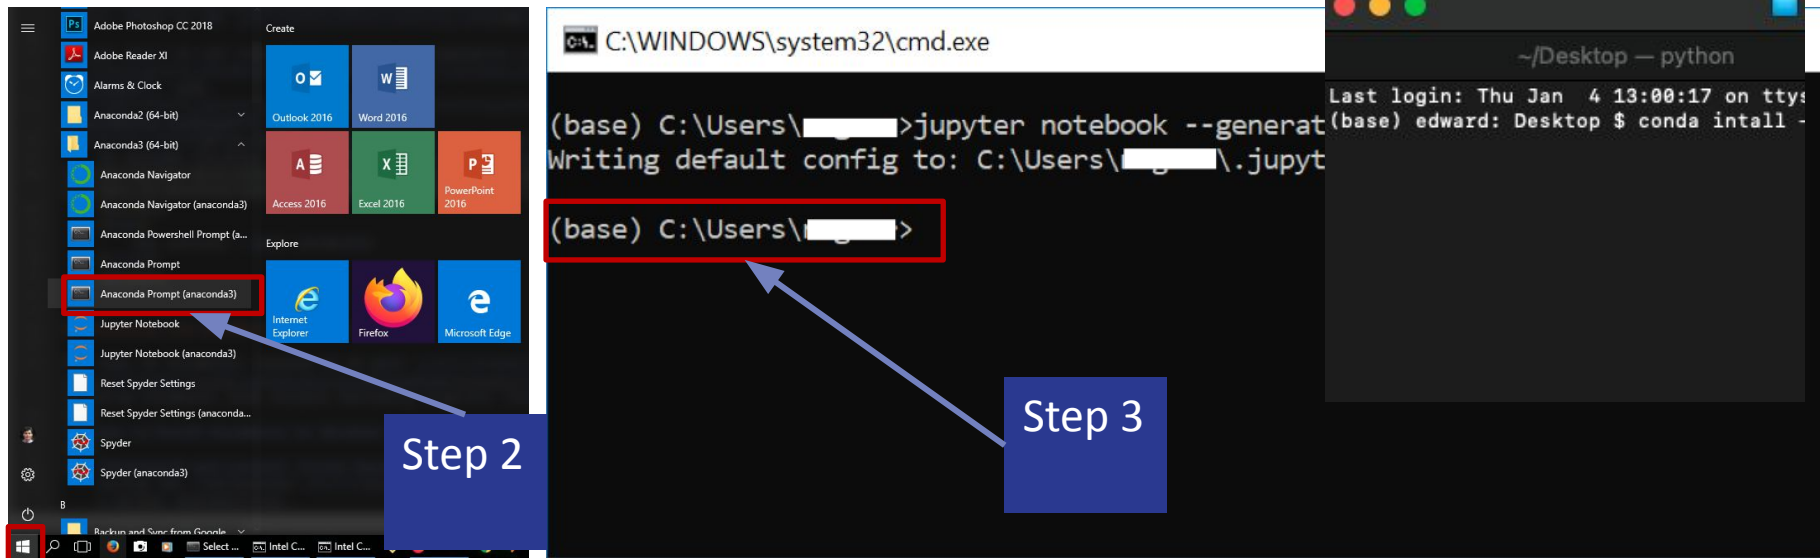 Adobe Photoshop CC 2018
Adobe Reader XI
Alarms & Clock
Anaconda2 (64-bit)
Anaconda3 (64-bit)
Anaconda Navigator
Anaconda Navigator (anaconda3)
Anaconda Powershell Prompt (a...
Anaconda Prompt
Anaconda Prompt (anaconda3)
Jupyter Notebook
Jupyter Notebook (anaconda3)
Reset Spyder Settings
Reset Spyder Settings (anaconda...
Spyder
Spyder (anaconda3)
B
Backup and Sync from Google
Create
Outlook 2016
Word 2016
Access 2016
Excel 2016
PowerPoint
2016
Explore
Internet
Explorer
Firefox
Microsoft Edge
Select ...
Intel C...
Intel C...
Step 2
C:\WINDOWS\system32\cmd.exe
(base) C:\Users\ >jupyter notebook --generat
Writing default config to: C:\Users\ \.jupyt
(base) C:\Users\ >
Step 3
~/Desktop — python
Last login: Thu Jan 4 13:00:17 on ttys
(base) edward: Desktop $ conda intall -